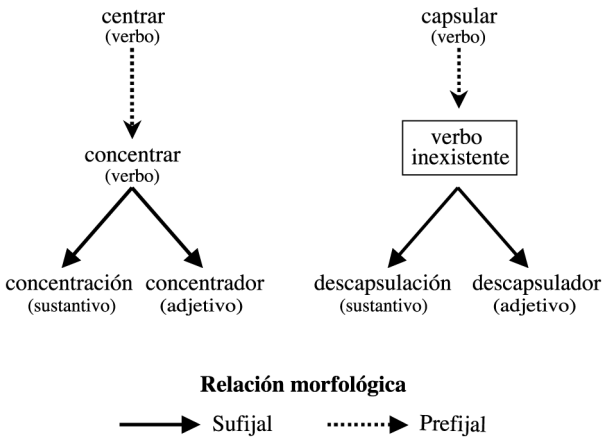 centrar
(verbo)
capsular
(verbo)
concentrar
(verbo)
verbo
inexistente
concentración
(sustantivo)
concentrador
(adjetivo)
descapsulación
(sustantivo)
descapsulador
(adjetivo)
Relación morfológica
Sufijal
Prefijal